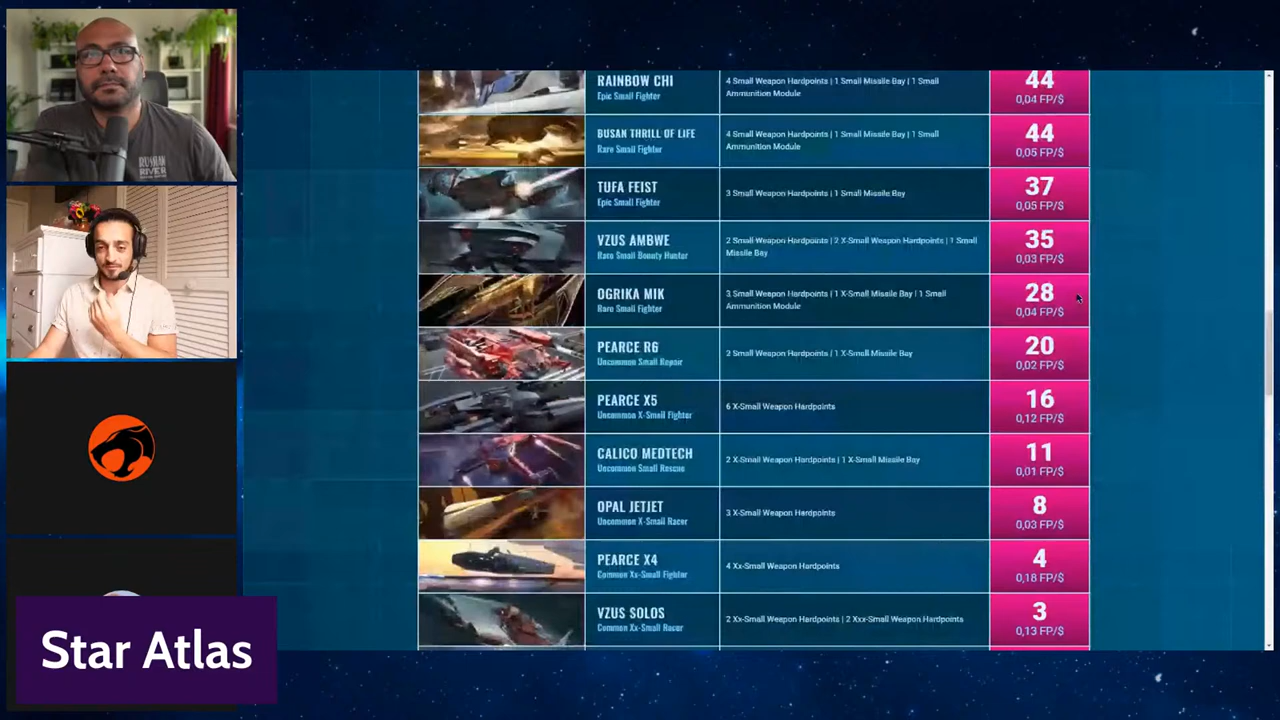 RUSSIAN
RIVER
RAINBOW CHI
Epic Small Fighter
4 Small Weapon Hardpoints | 1 Small Missile Bay | 1 Small
Ammunition Module
44
0,04 FP/$
BUSAN THRILL OF LIFE
Rare Small Fighter
4 Small Weapon Hardpoints | 1 Small Missile Bay | 1 Small
Ammunition Module
44
0,05 FP/$
TUFA FEIST
Epic Small Fighter
3 Small Weapon Hardpoints | 1 Small Missile Bay
37
0,05 FP/$
VZUS AMBWE
Rare Small Bounty Hunter
2 Small Weapon Hardpoints | 2 X-Small Weapon Hardpoints | 1 Small
Missile Bay
35
0,03 FP/$
OGRIKA MIK
Rare Small Fighter
3 Small Weapon Hardpoints | 1 X-Small Missile Bay | 1 Small
Ammunition Module
28
0,04 FP/$
PEARCE R6
Uncommon Small Repair
2 Small Weapon Hardpoints | 1 X-Small Missile Bay
20
0,02 FP/$
PEARCE X5
Uncommon X-Small Fighter
6 X-Small Weapon Hardpoints
16
0,12 FP/$
CALICO MEDTECH
Uncommon Small Rescue
2 X-Small Weapon Hardpoints | 1 X-Small Missile Bay
11
0,01 FP/$
OPAL JETJET
Uncommon X-Small Racer
3 X-Small Weapon Hardpoints
8
0,03 FP/$
PEARCE X4
Common Xx-Small Fighter
4 Xx-Small Weapon Hardpoints
4
0,18 FP/$
VZUS SOLOS
Common Xx-Small Racer
2 Xx-Small Weapon Hardpoints | 2 Xxx-Small Weapon Hardpoints
3
0,13 FP/$
Star Atlas